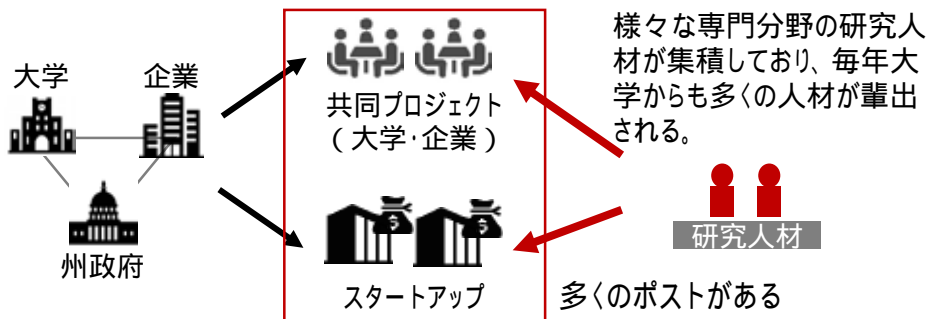 大学
企業
州政府
共同プロジェクト
（大学・企業）
スタートアップ
様々な専門分野の研究人
材が集積しており、毎年大
学からも多くの人材が輩出
される。
研究人材
多くのポストがある